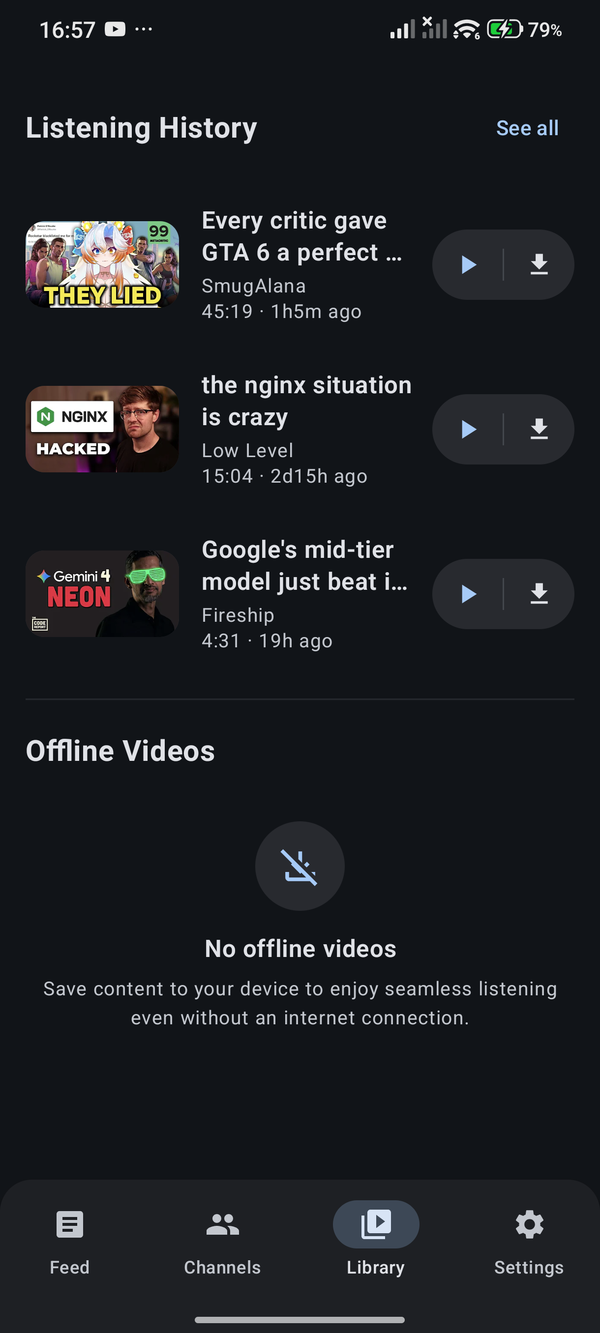 16:57 ···
6 79%
Listening History
See all
99
THEY LIED
Every critic gave
GTA 6 a perfect ...
SmugAlana
45:19 · 1h5m ago
NGINX
HACKED
the nginx situation
is crazy
Low Level
15:04 · 2d15h ago
Gemini 4
NEON
CODE
REPORT
Google's mid-tier
model just beat i...
Fireship
4:31 · 19h ago
Offline Videos
No offline videos
Save content to your device to enjoy seamless listening
even without an internet connection.
Feed
Channels
Library
Settings